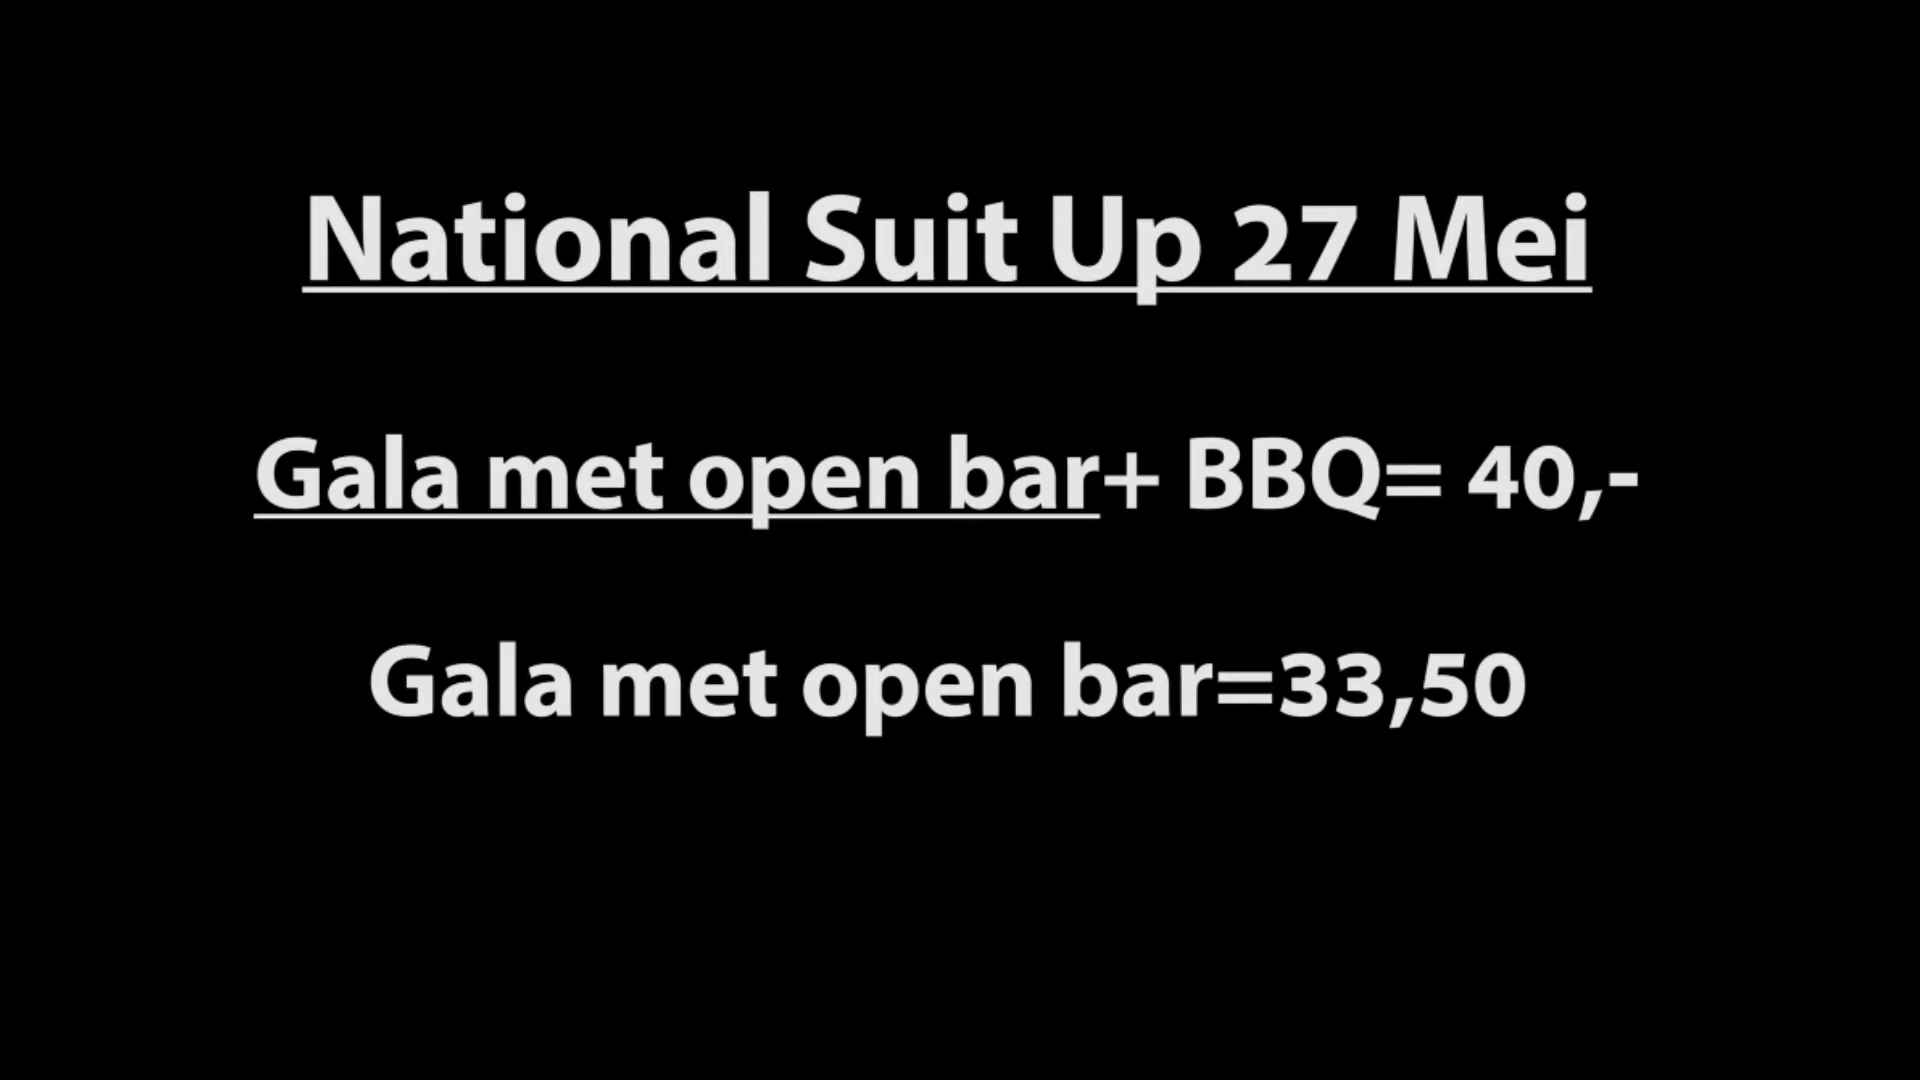 National Suit Up 27 Mei
Gala met open bar+ BBQ= 40,-
Gala met open bar=33,50